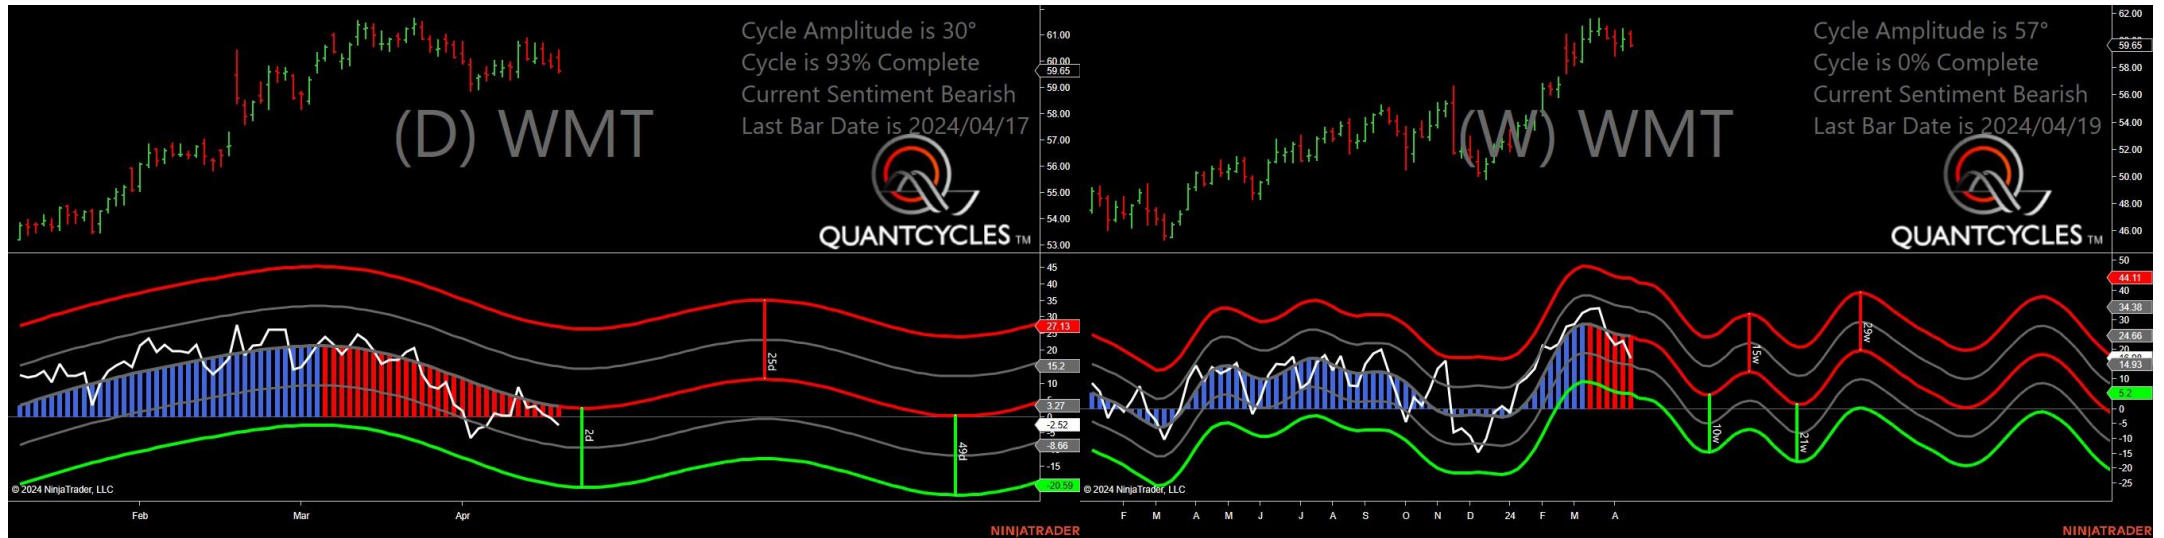 Cycle Amplitude is 30°
Cycle is 93% Complete
Current Sentiment Bearish
Last Bar Date is 2024/04/17
(D) WMT
QUANTCYCLES TM
61.00
60.00
59.65
59.00
58.00
57.00
56.00
55.00
54.00
53.00
45
40
35
30
27.13
20
15.2
10
3.27
-2.52
-8.66
-15
-20.59
2d
25d
49d
© 2024 NinjaTrader, LLC
Feb Mar Apr
NINJATRADER
Cycle Amplitude is 57°
Cycle is 0% Complete
Current Sentiment Bearish
Last Bar Date is 2024/04/19
(W) WMT
QUANTCYCLES TM
62.00
59.65
58.00
56.00
54.00
52.00
50.00
48.00
46.00
50
44.11
40
34.38
30
24.66
14.93
10
5.2
0
-5
-10
-15
-20
-25
10w
15w
21w
29w
© 2024 NinjaTrader, LLC
F M A M J J A S O N D 24 F M A
NINJATRADER